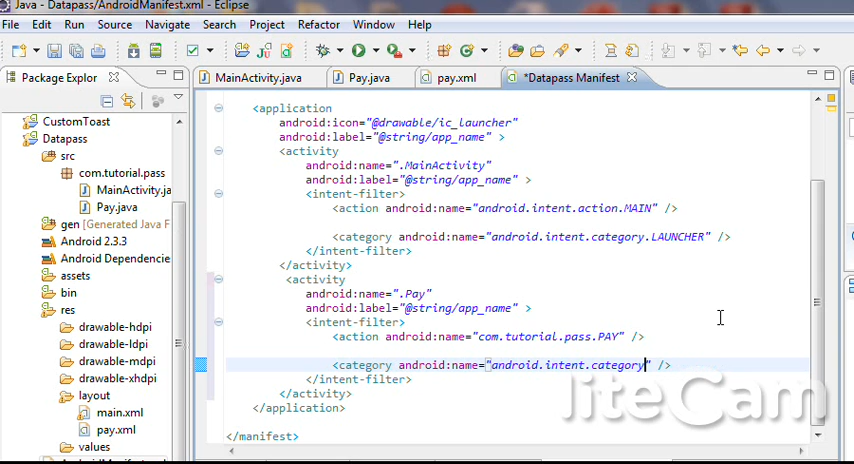 Java - Datapass/AndroidManifest.xml - Eclipse
File Edit Run Source Navigate Search Project Refactor Window Help
Package Explor
MainActivity.java
Pay.java
pay.xml
*Datapass Manifest
CustomToast
Datapass
src
com.tutorial.pass
MainActivity.ja
Pay.java
gen [Generated Java F
Android 2.3.3
Android Dependencie
assets
bin
res
drawable-hdpi
drawable-ldpi
drawable-mdpi
drawable-xhdpi
layout
main.xml
pay.xml
values
<application
android:icon="@drawable/ic_launcher"
android:label="@string/app_name" >
<activity
android:name=".MainActivity"
android:label="@string/app_name" >
<intent-filter>
<action android:name="android.intent.action.MAIN" />
<category android:name="android.intent.category.LAUNCHER" />
</intent-filter>
</activity>
<activity
android:name=".Pay"
android:label="@string/app_name" >
<intent-filter>
<action android:name="com.tutorial.pass.PAY" />
<category android:name="android.intent.category" />
</intent-filter>
</activity>
</application>
</manifest>
liteCam